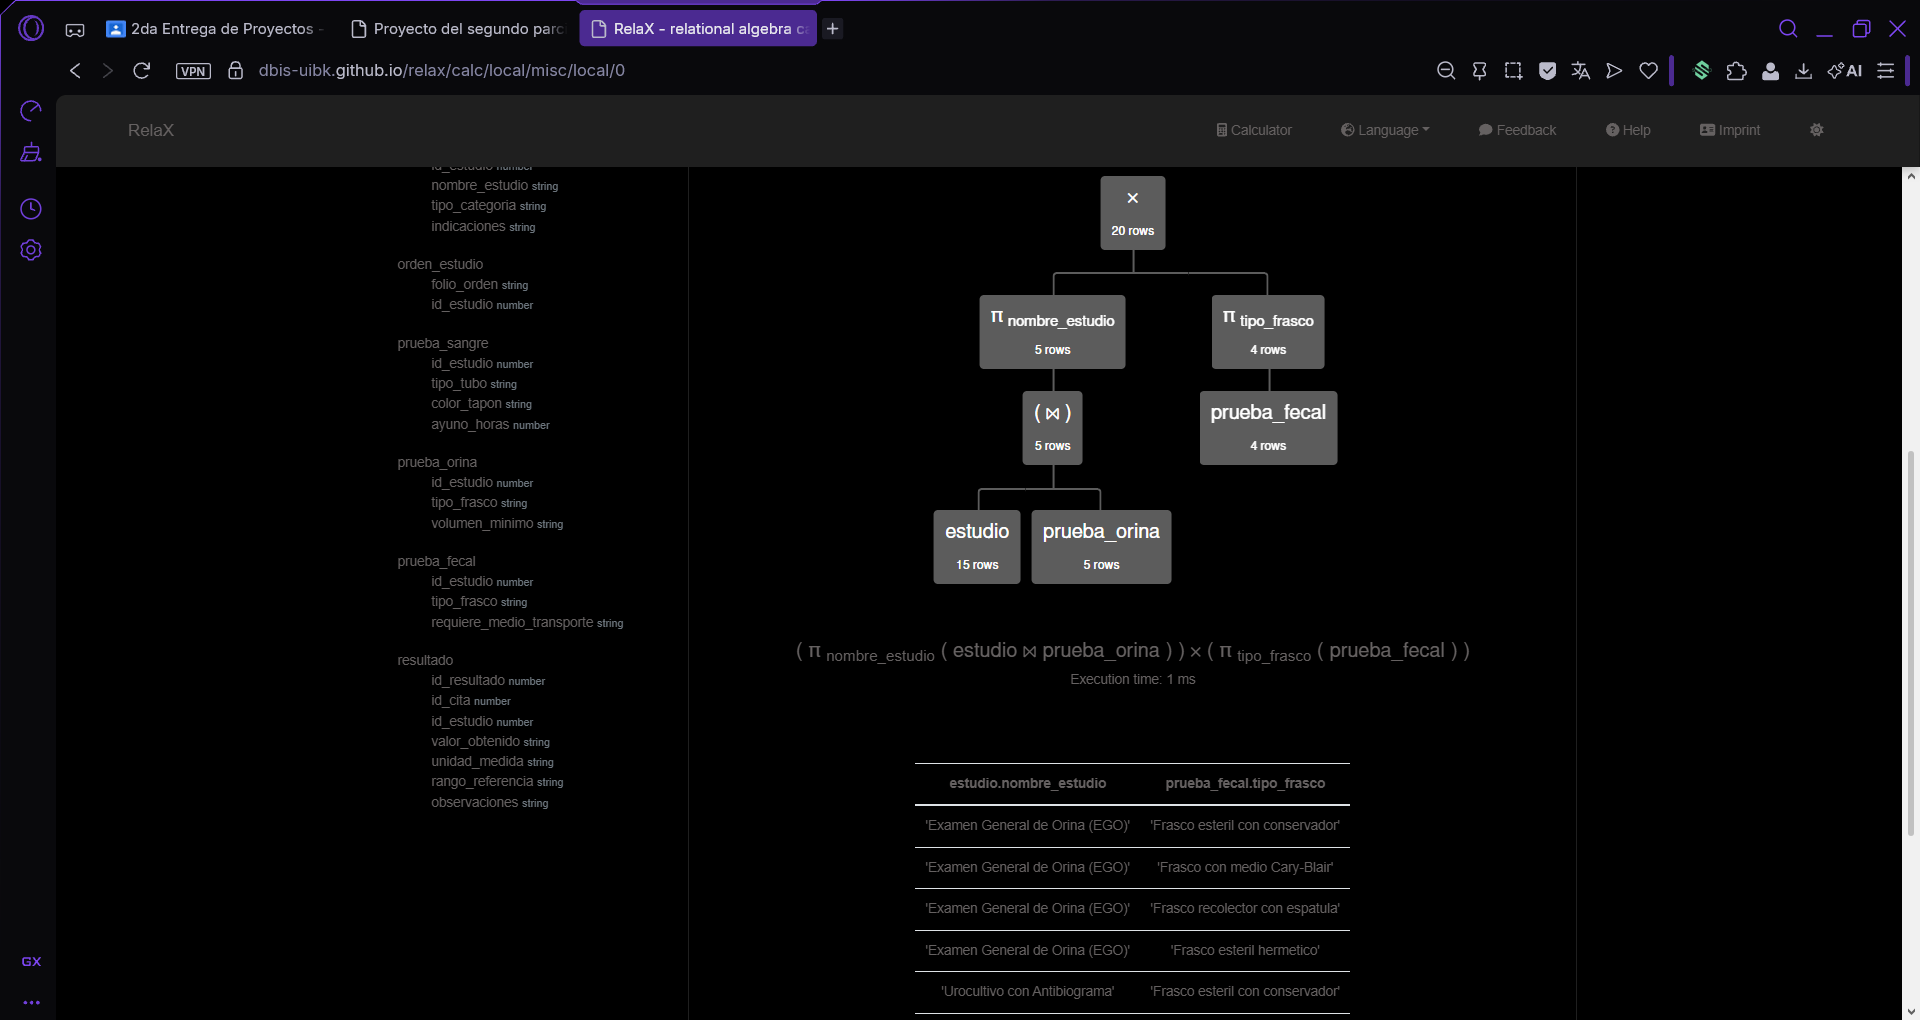 2da Entrega de Proyectos -
Proyecto del segundo parc
RelaX - relational algebra ca
VPN
dbis-uibk.github.io/relax/calc/local/misc/local/0
AI
RelaX
Calculator
Language
Feedback
Help
Imprint
id_estudio number
nombre_estudio string
tipo_categoria string
indicaciones string
orden_estudio
folio_orden string
id_estudio number
prueba_sangre
id_estudio number
tipo_tubo string
color_tapon string
ayuno_horas number
prueba_orina
id_estudio number
tipo_frasco string
volumen_minimo string
prueba_fecal
id_estudio number
tipo_frasco string
requiere_medio_transporte string
resultado
id_resultado number
id_cita number
id_estudio number
valor_obtenido string
unidad_medida string
rango_referencia string
observaciones string
×
20 rows
π nombre_estudio
5 rows
π tipo_frasco
4 rows
( ⋈ )
5 rows
prueba_fecal
4 rows
estudio
15 rows
prueba_orina
5 rows
( π nombre_estudio ( estudio ⋈ prueba_orina ) ) × ( π tipo_frasco ( prueba_fecal ) )
Execution time: 1 ms
estudio.nombre_estudio prueba_fecal.tipo_frasco
'Examen General de Orina (EGO)' 'Frasco esteril con conservador'
'Examen General de Orina (EGO)' 'Frasco con medio Cary-Blair'
'Examen General de Orina (EGO)' 'Frasco recolector con espatula'
'Examen General de Orina (EGO)' 'Frasco esteril hermetico'
'Urocultivo con Antibiograma' 'Frasco esteril con conservador'
GX